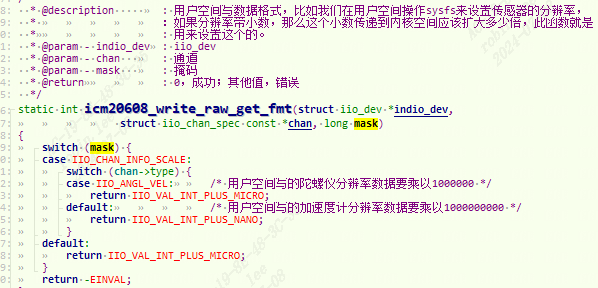 * @description : 用户空间写数据格式，比如我们在用户空间操作sysfs来设置传感器的分辨率，
: 如果分辨率带小数，那么这个小数传递到内核空间应该扩大多少倍，此函数就是
: 用来设置这个的。
* @param - indio_dev : iio_dev
* @param - chan : 通道
* @param - mask : 掩码
* @return : 0，成功；其他值，错误
*/
static int icm20608_write_raw_get_fmt(struct iio_dev *indio_dev,
struct iio_chan_spec const *chan, long mask)
{
switch (mask) {
case IIO_CHAN_INFO_SCALE:
switch (chan->type) {
case IIO_ANGL_VEL: /* 用户空间写的陀螺仪分辨率数据要乘以1000000 */
return IIO_VAL_INT_PLUS_MICRO;
default: /* 用户空间写的加速度计分辨率数据要乘以1000000000 */
return IIO_VAL_INT_PLUS_NANO;
}
default:
return IIO_VAL_INT_PLUS_MICRO;
}
return -EINVAL;